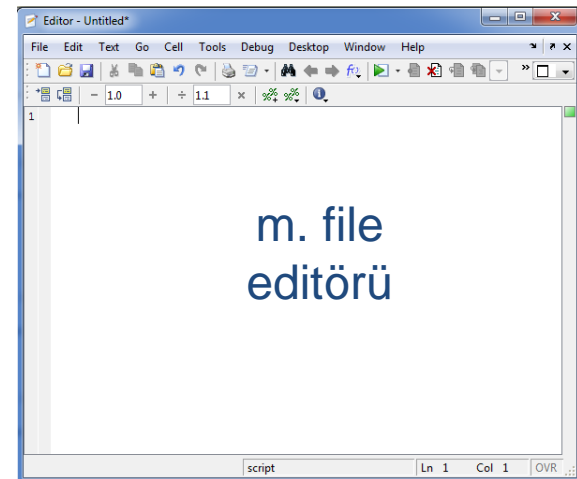 Editor - Untitled*
File Edit Text Go Cell Tools Debug Desktop Window Help
− 1.0 + ÷ 1.1 ×
1
m. file
editörü
script Ln 1 Col 1 OVR